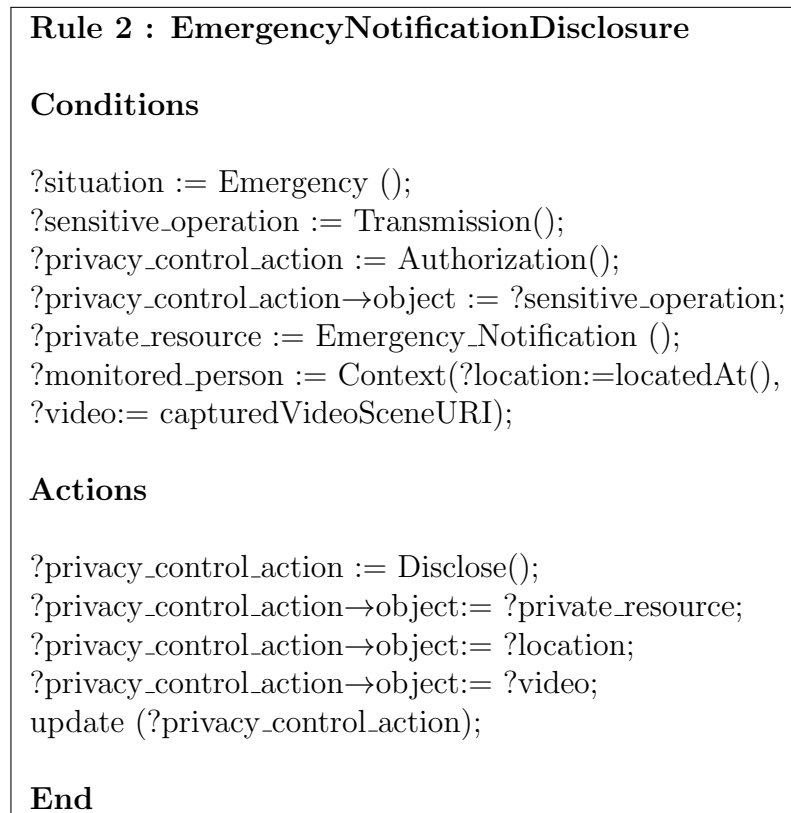 Rule 2 : EmergencyNotificationDisclosure
Conditions
?situation := Emergency ();
?sensitive_operation := Transmission();
?privacy_control_action := Authorization();
?privacy_control_action→object := ?sensitive_operation;
?private_resource := Emergency_Notification ();
?monitored_person := Context(?location:=locatedAt(),
?video:= capturedVideoSceneURI);
Actions
?privacy_control_action := Disclose();
?privacy_control_action→object:= ?private_resource;
?privacy_control_action→object:= ?location;
?privacy_control_action→object:= ?video;
update (?privacy_control_action);
End